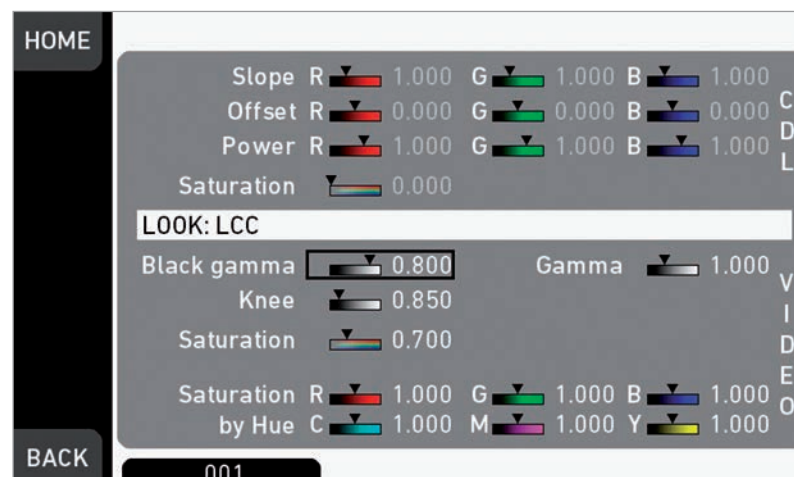 HOME
Slope R 1.000 G 1.000 B 1.000
Offset R 0.000 G 0.000 B 0.000
Power R 1.000 G 1.000 B 1.000
Saturation 0.000
CDL
LOOK: LCC
Black gamma 0.800 Gamma 1.000
Knee 0.850
Saturation 0.700
Saturation R 1.000 G 1.000 B 1.000
by Hue C 1.000 M 1.000 Y 1.000
VIDEO
BACK
001